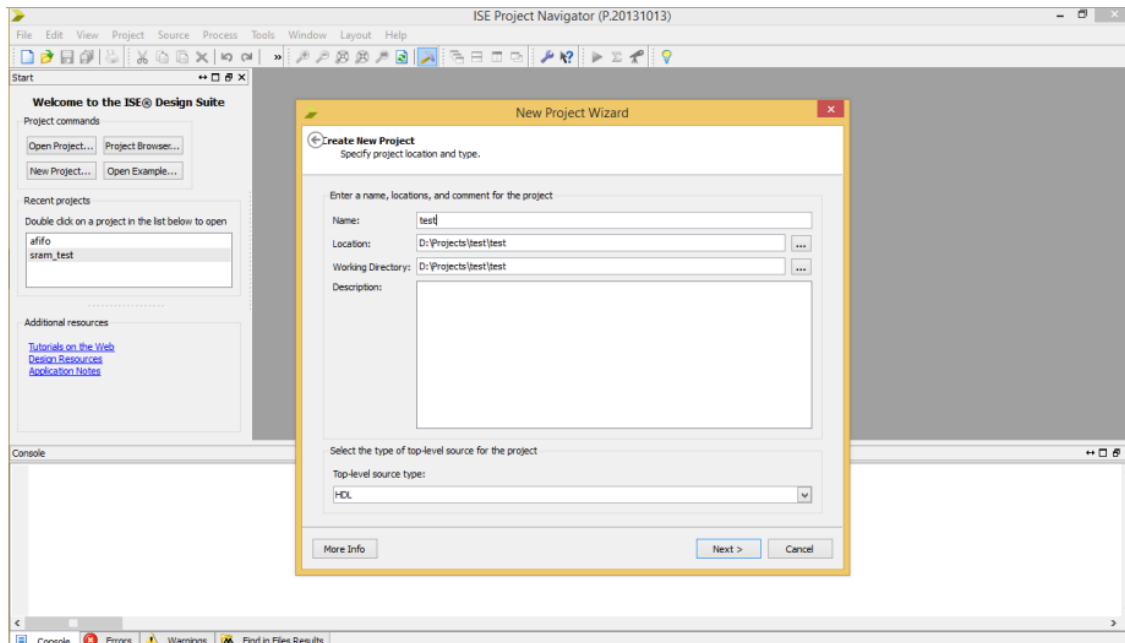 ISE Project Navigator (P.20131013)
File Edit View Project Source Process Tools Window Layout Help
Start
Welcome to the ISE® Design Suite
Project commands
Open Project... Project Browser...
New Project... Open Example...
Recent projects
Double click on a project in the list below to open
afifo
sram_test
Additional resources
Tutorials on the Web
Design Resources
Application Notes
New Project Wizard
Create New Project
Specify project location and type.
Enter a name, locations, and comment for the project
Name: test
Location: D:\Projects\test\test ...
Working Directory: D:\Projects\test\test ...
Description:
Select the type of top-level source for the project
Top-level source type:
HDL
More Info Next > Cancel
Console
Console Errors Warnings Find in Files Results